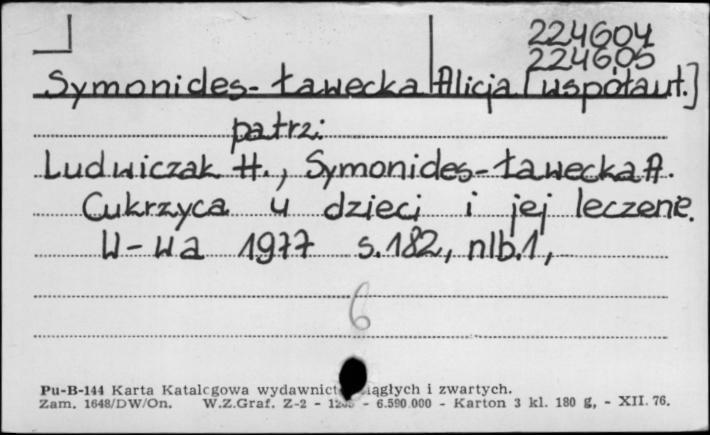 224604
224605
Symonides-Ławecka Alicja [współaut.]
patrz:
Ludwiczak H., Symonides-Ławecka A.
Cukrzyca u dzieci i jej leczenie.
W-wa 1977 s.182, nlb.1,
6
Pu-B-144 Karta Katalogowa ciągłych i zwartych.
Zam. 1648/DW/On. W.Z.Graf. Z-2 - - 6.590.000 - Karton 3 kl. 180 g, - XII. 76.